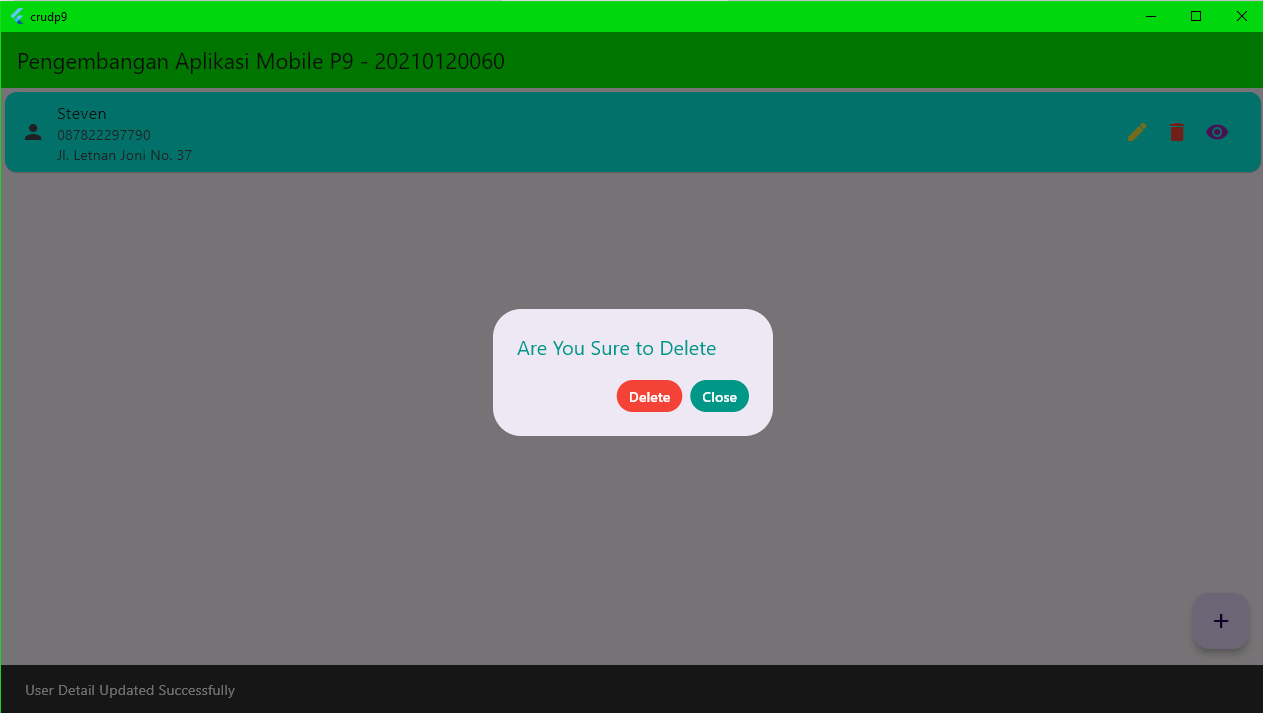 crudp9
Pengembangan Aplikasi Mobile P9 - 20210120060
Steven
087822297790
Jl. Letnan Joni No. 37
Are You Sure to Delete
Delete
Close
User Detail Updated Successfully